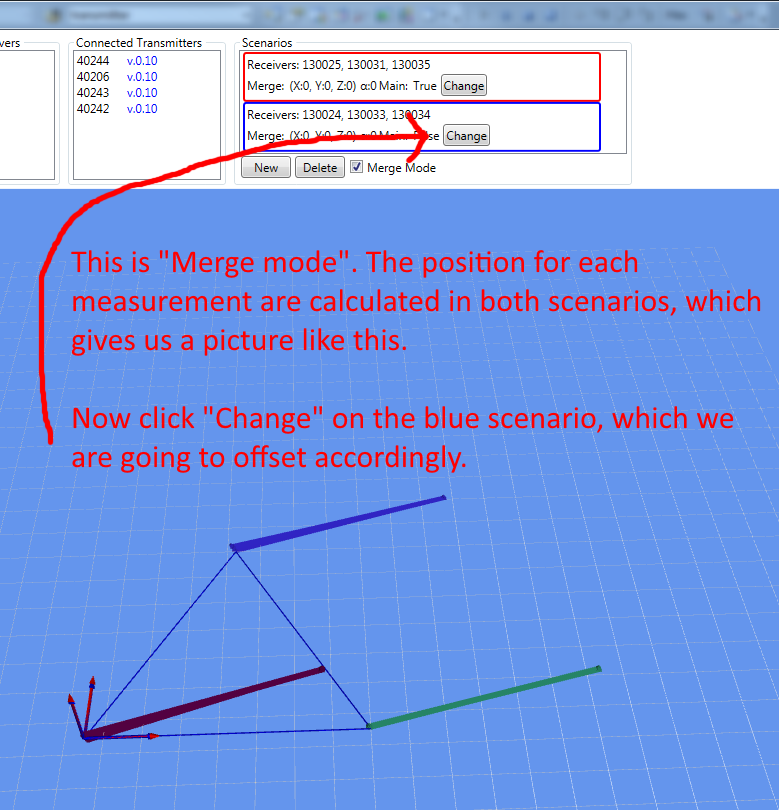 vers
Connected Transmitters
Scenarios
40244 v.0.10
40206 v.0.10
40243 v.0.10
40242 v.0.10
Receivers: 130025, 130031, 130035
Merge: (X:0, Y:0, Z:0) α:0 Main: True Change
Receivers: 130024, 130033, 130034
Merge: (X:0, Y:0, Z:0) α:0 Main: Change
New Delete Merge Mode
This is "Merge mode". The position for each
measurement are calculated in both scenarios, which
gives us a picture like this.
Now click "Change" on the blue scenario, which we
are going to offset accordingly.